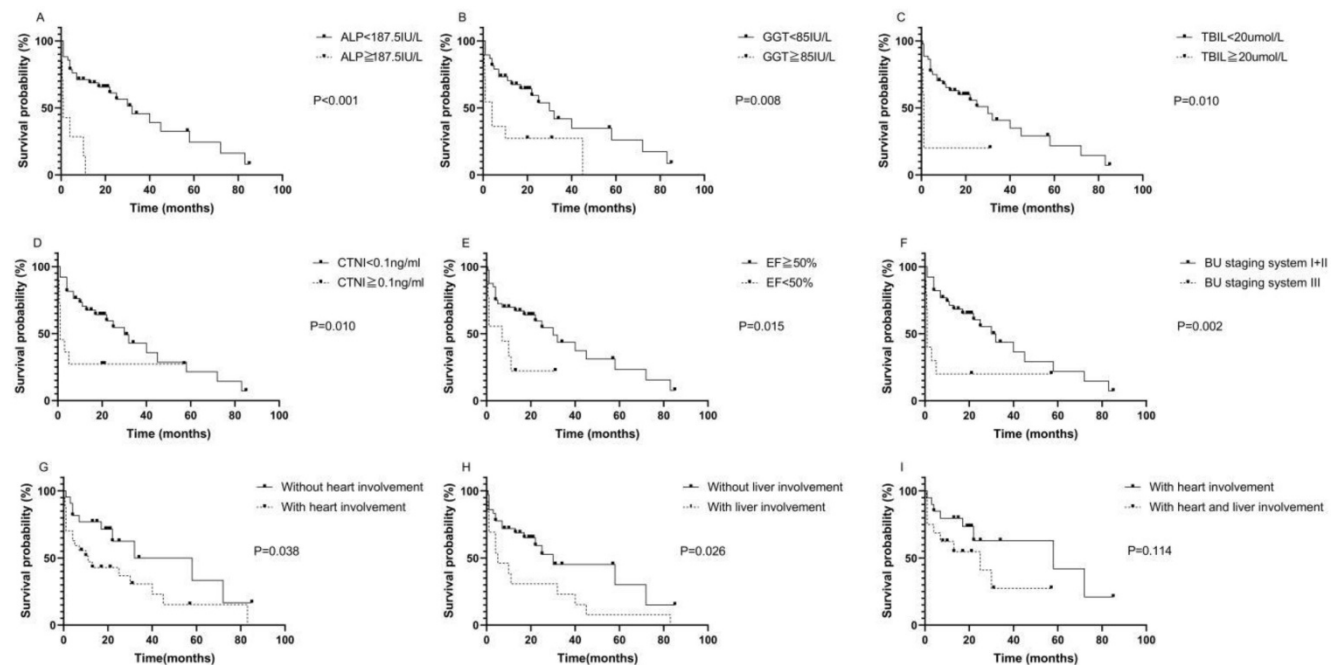 A
Survival probability (%)
100
50
0
0 20 40 60 80 100
Time (months)
ALP<187.5IU/L
ALP≧187.5IU/L
P<0.001
B
Survival probability (%)
100
50
0
0 20 40 60 80 100
Time (months)
GGT<85IU/L
GGT≧85IU/L
P=0.008
C
Survival probability (%)
100
50
0
0 20 40 60 80 100
Time (months)
TBIL<20umol/L
TBIL≧20umol/L
P=0.010
D
Survival probability (%)
100
50
0
0 20 40 60 80 100
Time (months)
CTNI<0.1ng/ml
CTNI≧0.1ng/ml
P=0.010
E
Survival probability (%)
100
50
0
0 20 40 60 80 100
Time (months)
EF≧50%
EF<50%
P=0.015
F
Survival probability (%)
100
50
0
0 20 40 60 80 100
Time (months)
BU staging system I+II
BU staging system III
P=0.002
G
Survival probability (%)
100
50
0
0 20 40 60 80 100
Time(months)
Without heart involvement
With heart involvement
P=0.038
H
Survival probability (%)
100
50
0
0 20 40 60 80 100
Time(months)
Without liver involvement
With liver involvement
P=0.026
I
Survival probability (%)
100
50
0
0 20 40 60 80 100
Time(months)
With heart involvement
With heart and liver involvement
P=0.114